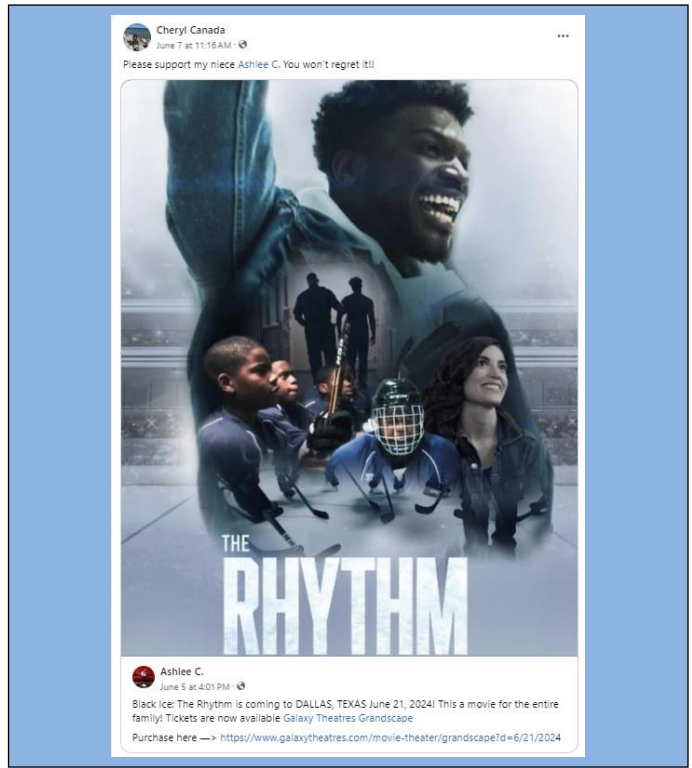 Cheryl Canada
June 7 at 11:16 AM ·
Please support my niece Ashlee C. You won't regret it!!
THE
RHYTHM
Ashlee C.
June 5 at 4:01 PM ·
Black Ice: The Rhythm is coming to DALLAS, TEXAS June 21, 2024! This a movie for the entire
family! Tickets are now available Galaxy Theatres Grandscape
Purchase here —> https://www.galaxytheatres.com/movie-theater/grandscape?d=6/21/2024